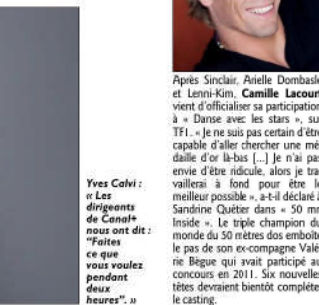 Yves Calvi :
« Les
dirigeants
de Canal+
nous ont dit :
"Faites
ce que
vous voulez
pendant
deux
heures". »
Après Sinclair, Arielle Dombasle
et Lenni-Kim, Camille Lacourt
vient d'officialiser sa participation
à « Danse avec les stars », sur
TF1. « Je ne suis pas certain d'être
capable d'aller chercher une mé-
daille d'or là-bas [...] Je n'ai pas
envie d'être ridicule, alors je tra-
vaillerai à fond pour être le
meilleur possible », a-t-il déclaré à
Sandrine Quétier dans « 50 mn
Inside ». Le triple champion du
monde du 50 mètres dos emboîte
le pas de son ex-compagne Valé-
rie Bègue qui avait participé au
concours en 2011. Six nouvelles
têtes devraient bientôt compléter
le casting.